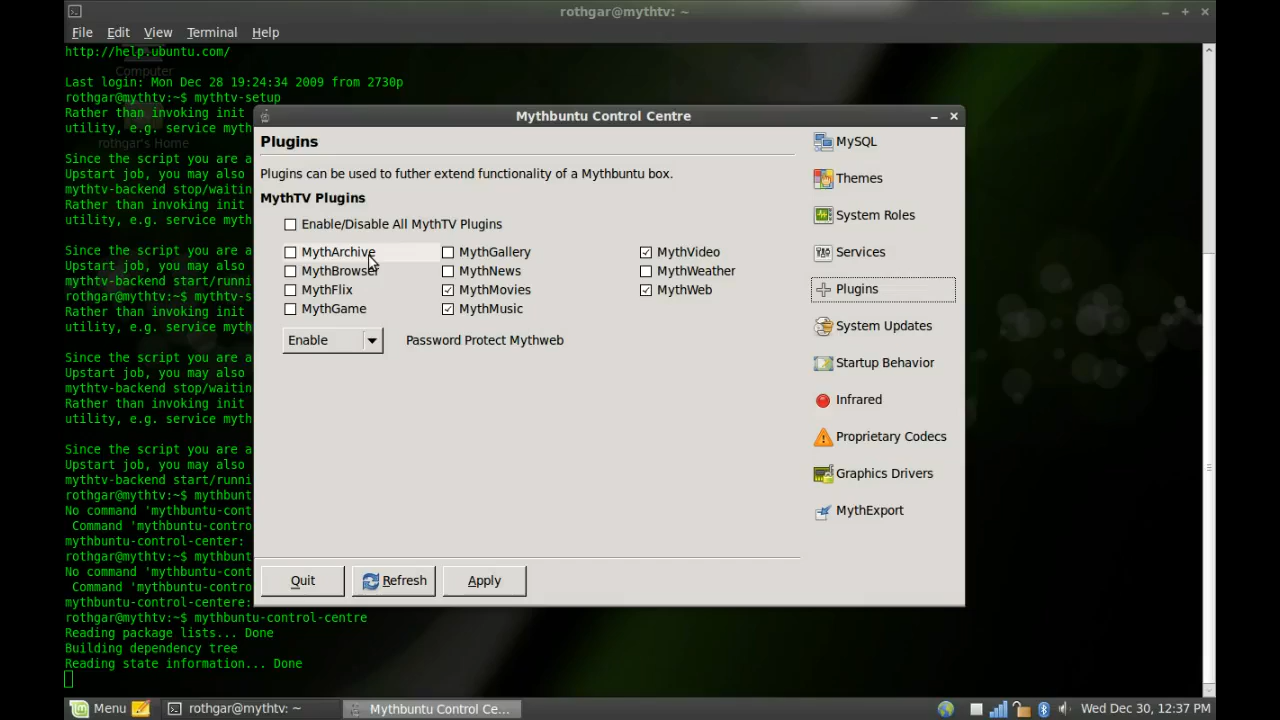 rothgar@mythtv: ~
File Edit View Terminal Help
http://help.ubuntu.com/
Computer
Last login: Mon Dec 28 19:24:34 2009 from 2730p
rothgar@mythtv:~$ mythtv-setup
Rather than invoking init
utility, e.g. service myth
rothgar's Home
Since the script you are a
Upstart job, you may also
mythtv-backend stop/waitin
Rather than invoking init
utility, e.g. service myth
Since the script you are a
Upstart job, you may also
mythtv-backend start/runni
rothgar@mythtv:~$ mythtv-s
Rather than invoking init
utility, e.g. service myth
Since the script you are a
Upstart job, you may also
mythtv-backend stop/waitin
Rather than invoking init
utility, e.g. service myth
Since the script you are a
Upstart job, you may also
mythtv-backend start/runni
rothgar@mythtv:~$ mythbunt
No command 'mythbuntu-cont
Command 'mythbuntu-contro
mythbuntu-control-center:
rothgar@mythtv:~$ mythbunt
No command 'mythbuntu-cont
Command 'mythbuntu-contro
mythbuntu-control-centere:
rothgar@mythtv:~$ mythbuntu-control-centre
Reading package lists... Done
Building dependency tree
Reading state information... Done
Mythbuntu Control Centre
Plugins
Plugins can be used to futher extend functionality of a Mythbuntu box.
MythTV Plugins
Enable/Disable All MythTV Plugins
MythArchive MythGallery MythVideo
MythBrowser MythNews MythWeather
MythFlix MythMovies MythWeb
MythGame MythMusic
Enable Password Protect Mythweb
Quit Refresh Apply
MySQL
Themes
System Roles
Services
Plugins
System Updates
Startup Behavior
Infrared
Proprietary Codecs
Graphics Drivers
MythExport
Menu rothgar@mythtv: ~ Mythbuntu Control Ce... Wed Dec 30, 12:37 PM